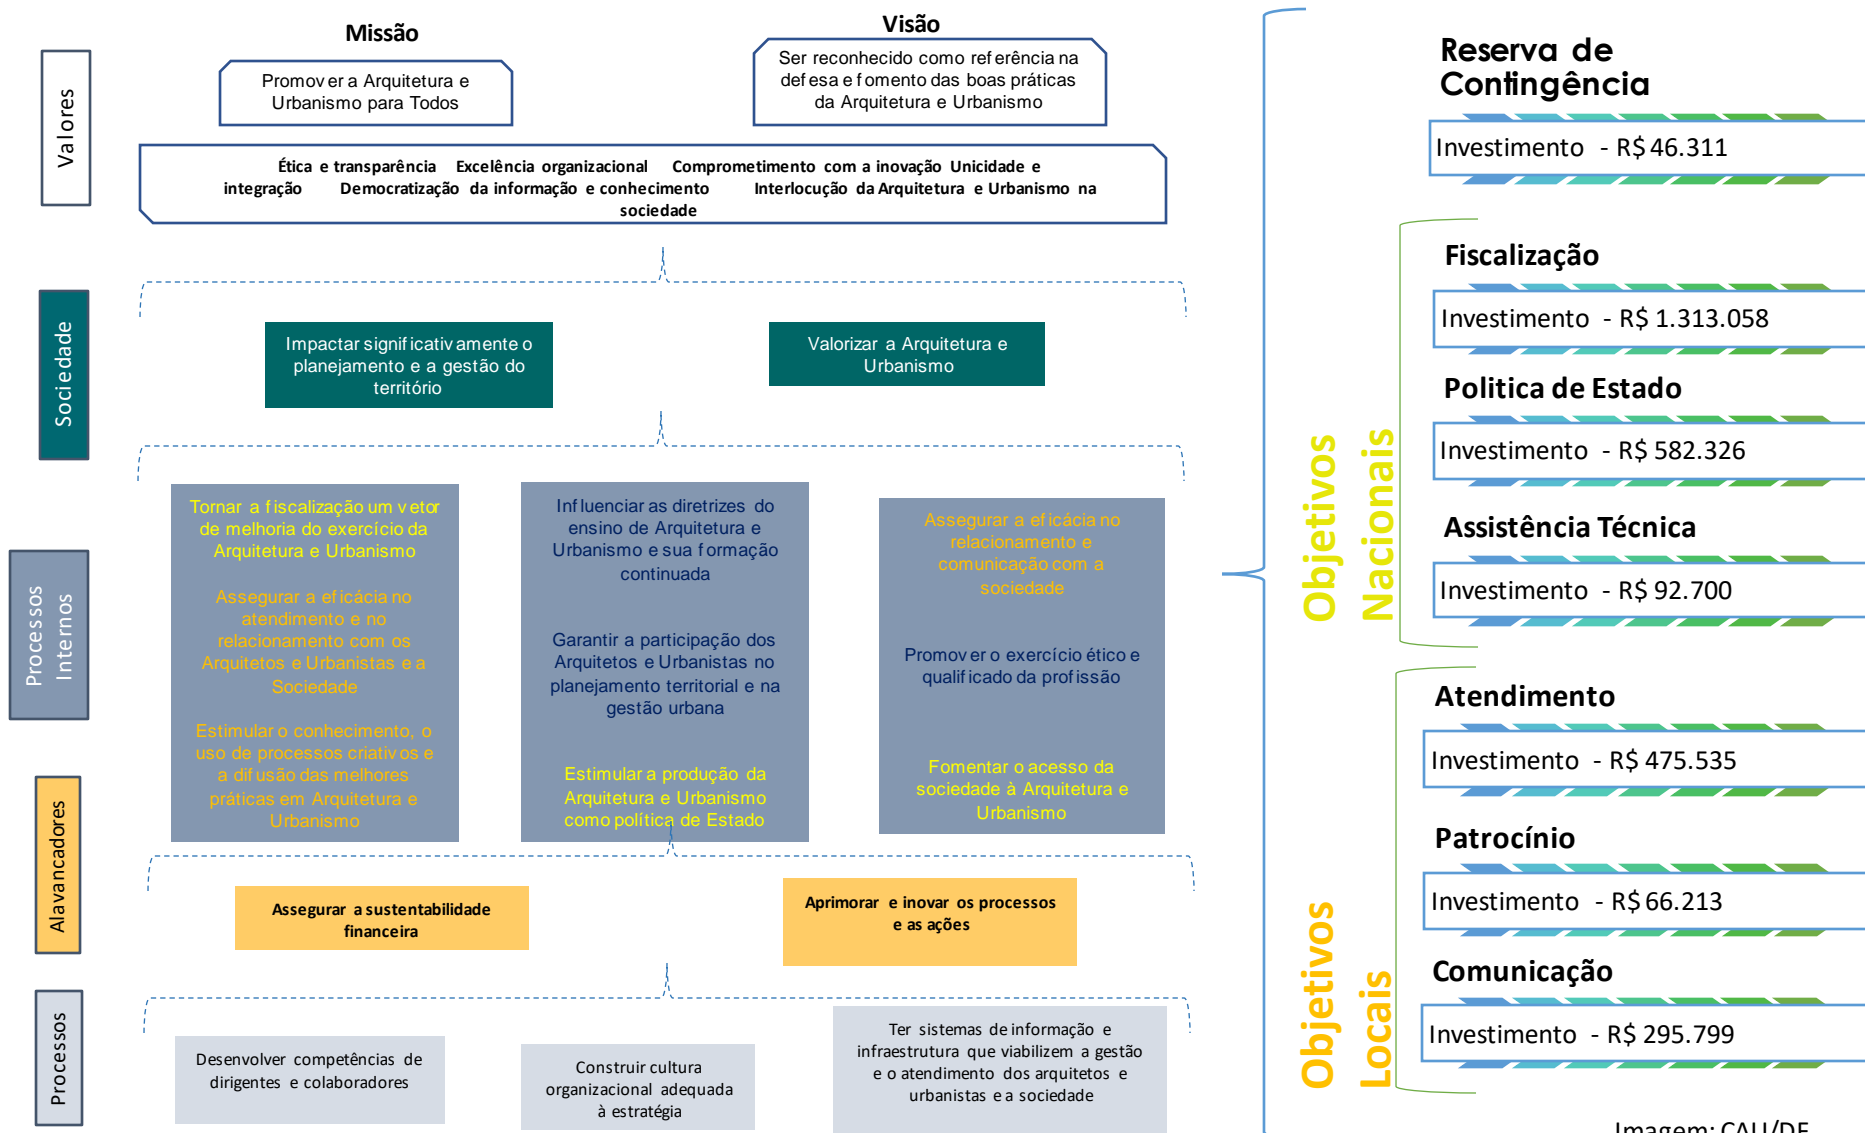 Missão
Promover a Arquitetura e
Urbanismo para Todos
Visão
Ser reconhecido como referência na
defesa e fomento das boas práticas
da Arquitetura e Urbanismo
Valores
Ética e transparência Excelência organizacional Comprometimento com a inovação Unicidade e
integração Democratização da informação e conhecimento Interlocução da Arquitetura e Urbanismo na
sociedade
Sociedade
Impactar significativamente o
planejamento e a gestão do
território
Valorizar a Arquitetura e
Urbanismo
Processos
Internos
Tornar a fiscalização um vetor
de melhoria do exercício da
Arquitetura e Urbanismo
Assegurar a eficácia no
atendimento e no
relacionamento com os
Arquitetos e Urbanistas e a
Sociedade
Estimular o conhecimento, o
uso de processos criativos e
a difusão das melhores
práticas em Arquitetura e
Urbanismo
Influenciar as diretrizes do
ensino de Arquitetura e
Urbanismo e sua formação
continuada
Garantir a participação dos
Arquitetos e Urbanistas no
planejamento territorial e na
gestão urbana
Estimular a produção da
Arquitetura e Urbanismo
como política de Estado
Assegurar a eficácia no
relacionamento e
comunicação com a
sociedade
Promover o exercício ético e
qualificado da profissão
Fomentar o acesso da
sociedade à Arquitetura e
Urbanismo
Alavancadores
Assegurar a sustentabilidade
financeira
Aprimorar e inovar os processos
e as ações
Processos
Desenvolver competências de
dirigentes e colaboradores
Construir cultura
organizacional adequada
à estratégia
Ter sistemas de informação e
infraestrutura que viabilizem a gestão
e o atendimento dos arquitetos e
urbanistas e a sociedade
Reserva de
Contingência
Investimento - R$ 46.311
Objetivos
Nacionais
Fiscalização
Investimento - R$ 1.313.058
Politica de Estado
Investimento - R$ 582.326
Assistência Técnica
Investimento - R$ 92.700
Objetivos
Locais
Atendimento
Investimento - R$ 475.535
Patrocínio
Investimento - R$ 66.213
Comunicação
Investimento - R$ 295.799
Imagem: CAU/DF